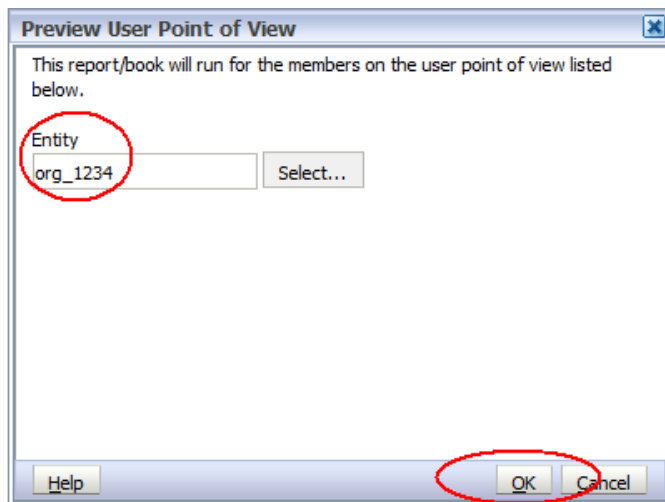 Preview User Point of View
This report/book will run for the members on the user point of view listed
below.
Entity
org_1234
Select...
Help
OK
Cancel